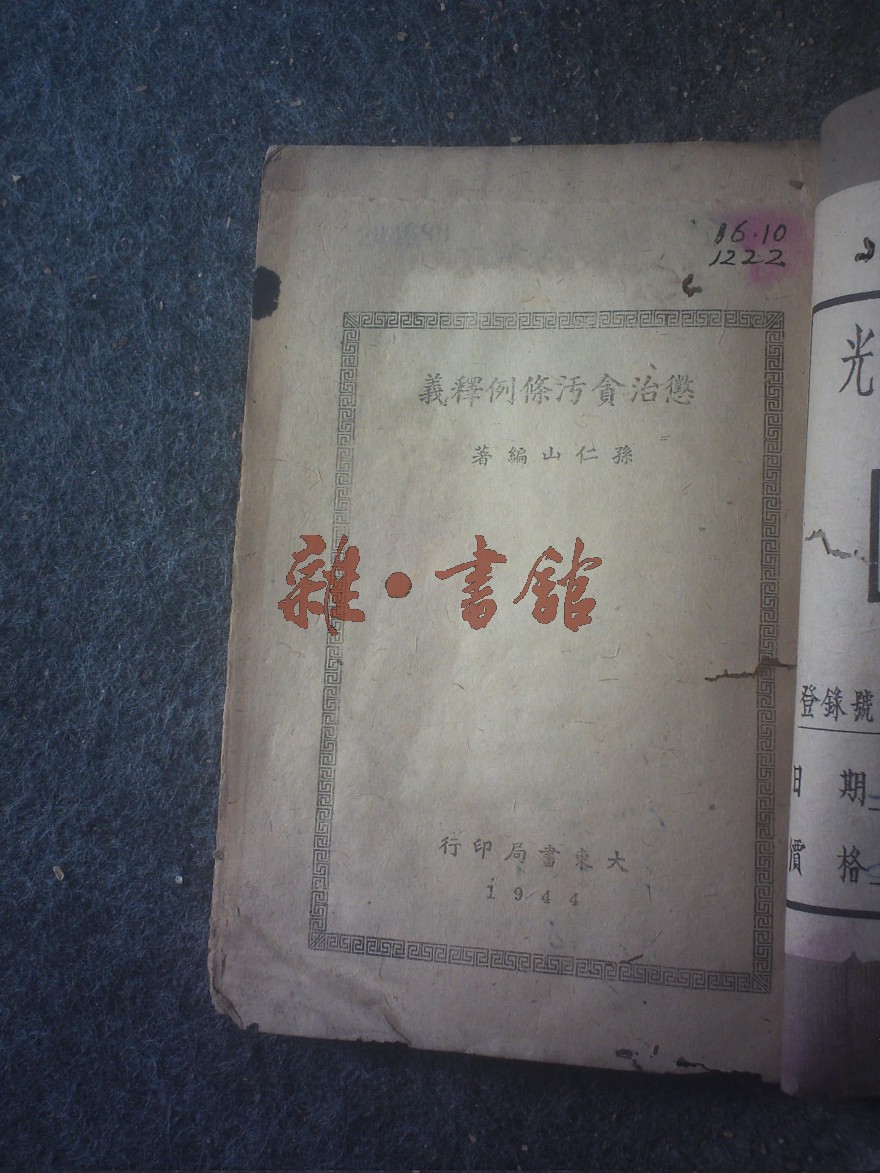 16.10
1222
懲治貪汚條例釋義
孫仁山編著
雜·書館
大東書局印行
1944
光
登錄號
日期
價格